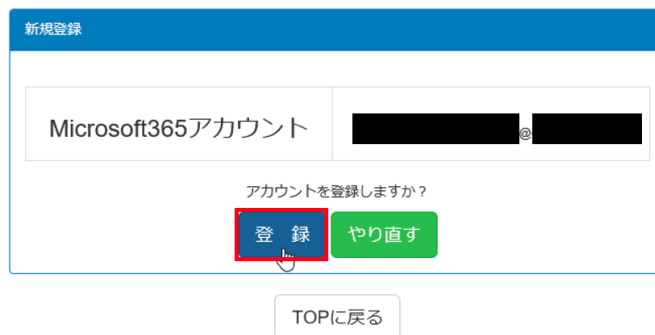 新規登録
Microsoft365アカウント
@
アカウントを登録しますか？
登　録 やり直す
TOPに戻る